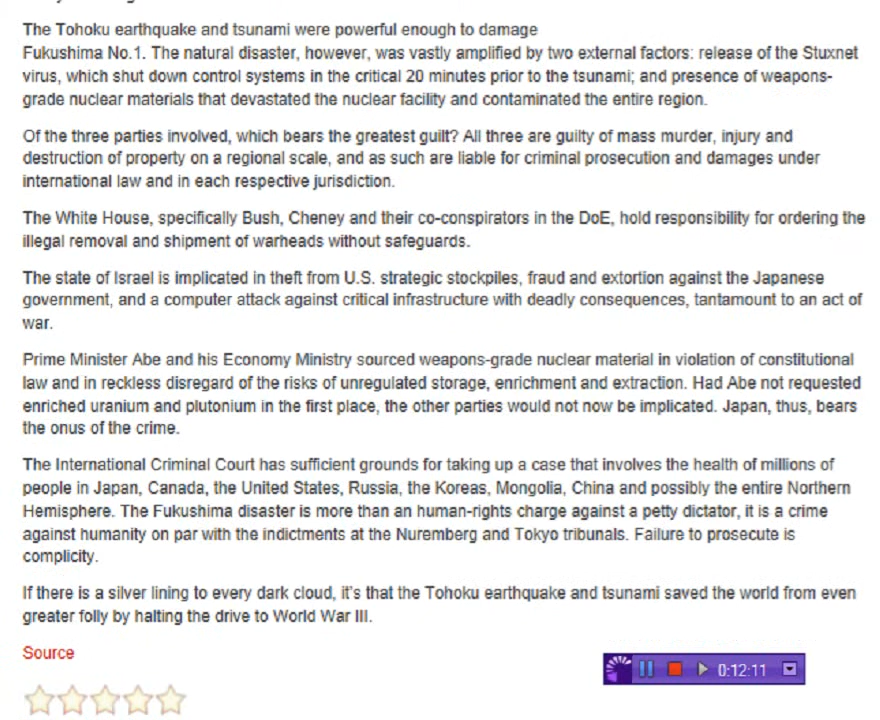 The Tohoku earthquake and tsunami were powerful enough to damage
Fukushima No.1. The natural disaster, however, was vastly amplified by two external factors: release of the Stuxnet
virus, which shut down control systems in the critical 20 minutes prior to the tsunami; and presence of weapons-
grade nuclear materials that devastated the nuclear facility and contaminated the entire region.
Of the three parties involved, which bears the greatest guilt? All three are guilty of mass murder, injury and
destruction of property on a regional scale, and as such are liable for criminal prosecution and damages under
international law and in each respective jurisdiction.
The White House, specifically Bush, Cheney and their co-conspirators in the DoE, hold responsibility for ordering the
illegal removal and shipment of warheads without safeguards.
The state of Israel is implicated in theft from U.S. strategic stockpiles, fraud and extortion against the Japanese
government, and a computer attack against critical infrastructure with deadly consequences, tantamount to an act of
war.
Prime Minister Abe and his Economy Ministry sourced weapons-grade nuclear material in violation of constitutional
law and in reckless disregard of the risks of unregulated storage, enrichment and extraction. Had Abe not requested
enriched uranium and plutonium in the first place, the other parties would not now be implicated. Japan, thus, bears
the onus of the crime.
The International Criminal Court has sufficient grounds for taking up a case that involves the health of millions of
people in Japan, Canada, the United States, Russia, the Koreas, Mongolia, China and possibly the entire Northern
Hemisphere. The Fukushima disaster is more than an human-rights charge against a petty dictator, it is a crime
against humanity on par with the indictments at the Nuremberg and Tokyo tribunals. Failure to prosecute is
complicity.
If there is a silver lining to every dark cloud, it's that the Tohoku earthquake and tsunami saved the world from even
greater folly by halting the drive to World War III.
Source
0:12:11